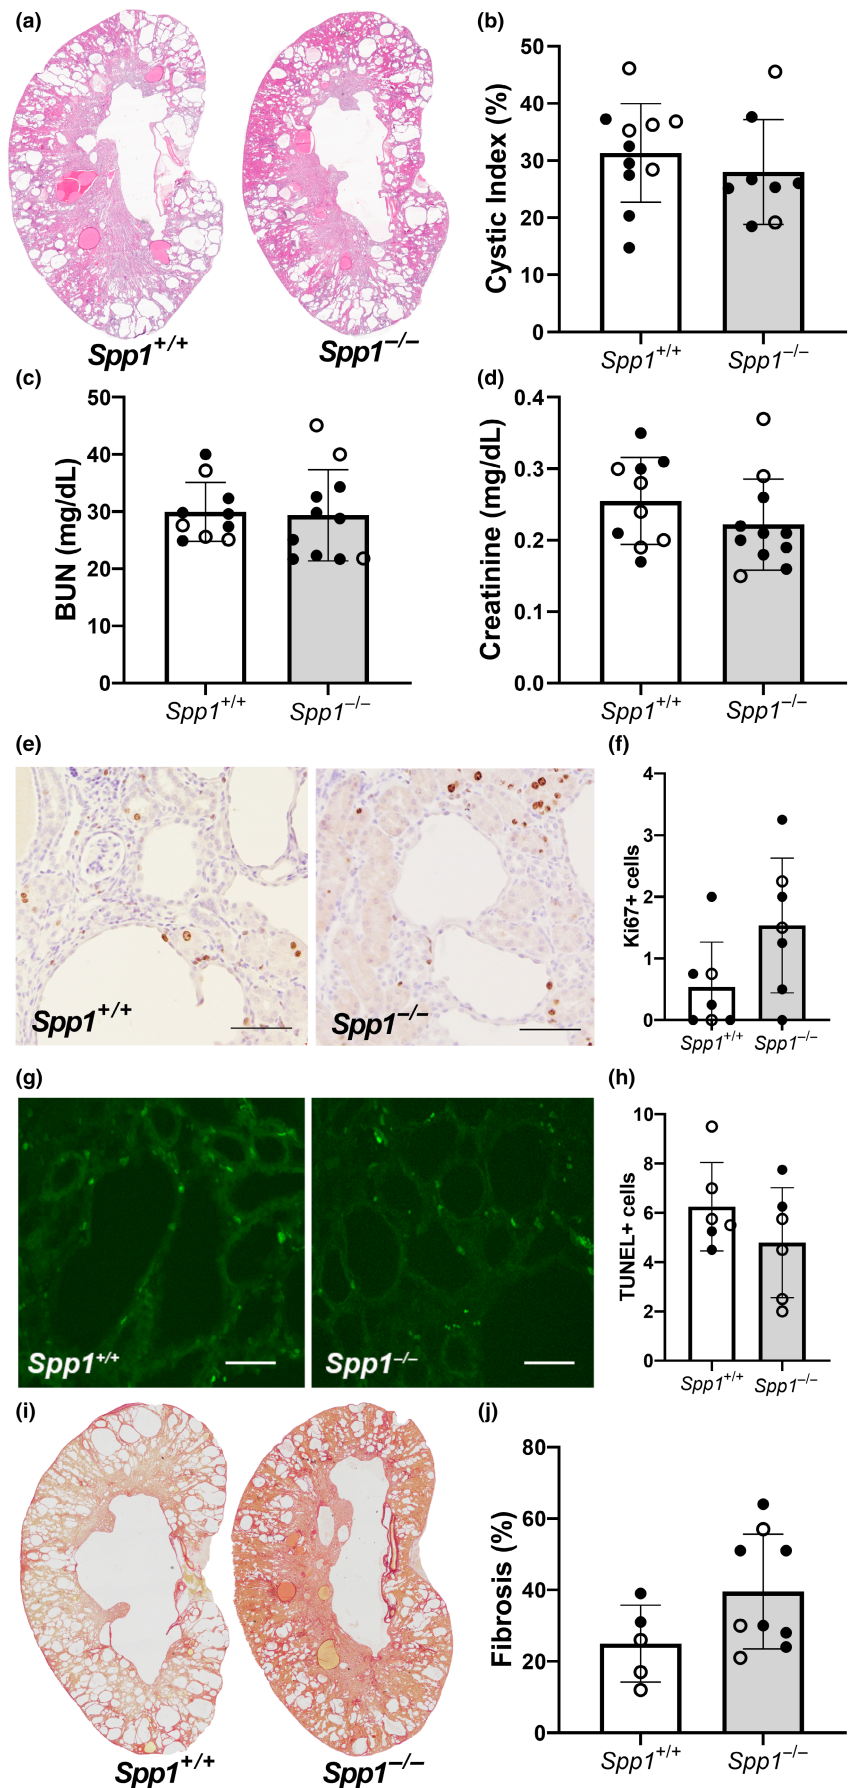 (a)
Spp1+/+
Spp1−/−
(b)
Cystic Index (%)
50
40
30
20
10
0
Spp1+/+
Spp1−/−
(c)
BUN (mg/dL)
50
40
30
20
10
0
Spp1+/+
Spp1−/−
(d)
Creatinine (mg/dL)
0.4
0.3
0.2
0.1
0.0
Spp1+/+
Spp1−/−
(e)
Spp1+/+
Spp1−/−
(f)
Ki67+ cells
4
3
2
1
0
Spp1+/+
Spp1−/−
(g)
Spp1+/+
Spp1−/−
(h)
TUNEL+ cells
10
8
6
4
2
0
Spp1+/+
Spp1−/−
(i)
Spp1+/+
Spp1−/−
(j)
Fibrosis (%)
80
60
40
20
0
Spp1+/+
Spp1−/−